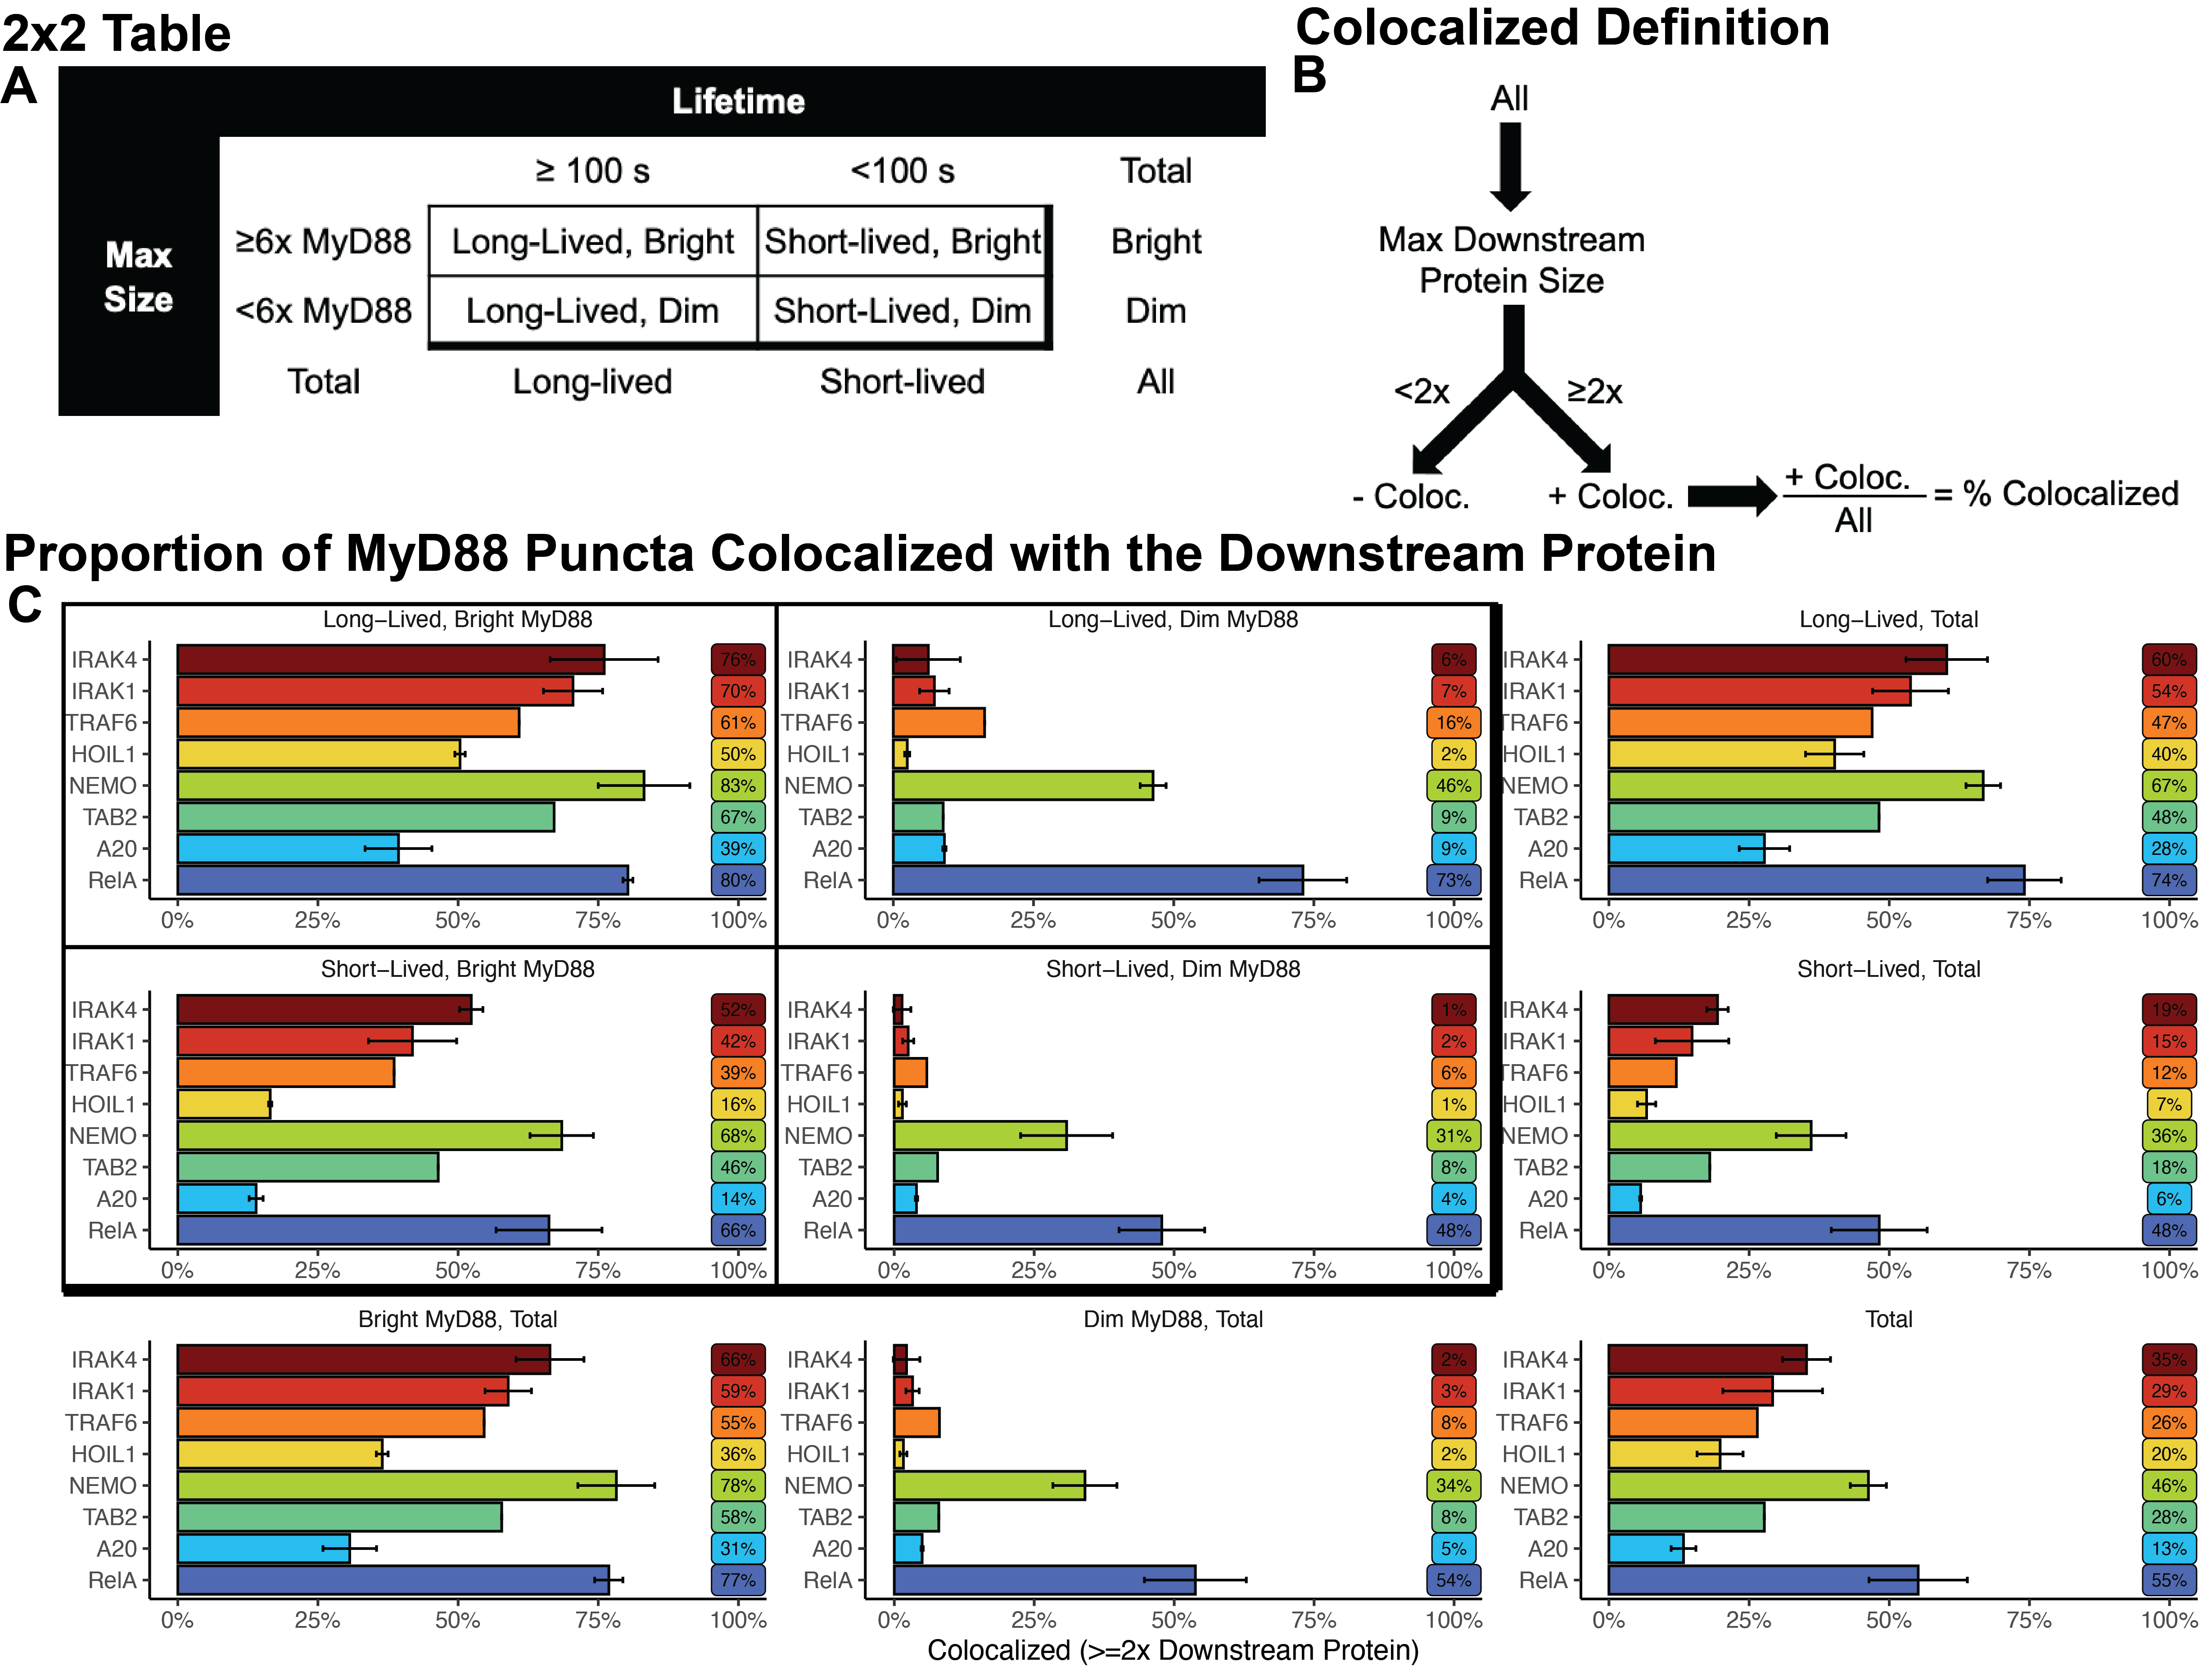 2x2 Table
A
Lifetime
Max
Size
≥ 100 s <100 s Total
≥6x MyD88 Long-Lived, Bright Short-lived, Bright Bright
<6x MyD88 Long-Lived, Dim Short-Lived, Dim Dim
Total Long-lived Short-lived All
Colocalized Definition
B
All
Max Downstream
Protein Size
<2x ≥2x
- Coloc. + Coloc. + Coloc. = % Colocalized
All
Proportion of MyD88 Puncta Colocalized with the Downstream Protein
C
Long–Lived, Bright MyD88
IRAK4 76%
IRAK1 70%
TRAF6 61%
HOIL1 50%
NEMO 83%
TAB2 67%
A20 39%
RelA 80%
0% 25% 50% 75% 100%
Long–Lived, Dim MyD88
IRAK4 6%
IRAK1 7%
TRAF6 16%
HOIL1 2%
NEMO 46%
TAB2 9%
A20 9%
RelA 73%
0% 25% 50% 75% 100%
Long–Lived, Total
IRAK4 60%
IRAK1 54%
TRAF6 47%
HOIL1 40%
NEMO 67%
TAB2 48%
A20 28%
RelA 74%
0% 25% 50% 75% 100%
Short–Lived, Bright MyD88
IRAK4 52%
IRAK1 42%
TRAF6 39%
HOIL1 16%
NEMO 68%
TAB2 46%
A20 14%
RelA 66%
0% 25% 50% 75% 100%
Short–Lived, Dim MyD88
IRAK4 1%
IRAK1 2%
TRAF6 6%
HOIL1 1%
NEMO 31%
TAB2 8%
A20 4%
RelA 48%
0% 25% 50% 75% 100%
Short–Lived, Total
IRAK4 19%
IRAK1 15%
TRAF6 12%
HOIL1 7%
NEMO 36%
TAB2 18%
A20 6%
RelA 48%
0% 25% 50% 75% 100%
Bright MyD88, Total
IRAK4 66%
IRAK1 59%
TRAF6 55%
HOIL1 36%
NEMO 78%
TAB2 58%
A20 31%
RelA 77%
0% 25% 50% 75% 100%
Dim MyD88, Total
IRAK4 2%
IRAK1 3%
TRAF6 8%
HOIL1 2%
NEMO 34%
TAB2 8%
A20 5%
RelA 54%
0% 25% 50% 75% 100%
Total
IRAK4 35%
IRAK1 29%
TRAF6 26%
HOIL1 20%
NEMO 46%
TAB2 28%
A20 13%
RelA 55%
0% 25% 50% 75% 100%
Colocalized (>=2x Downstream Protein)